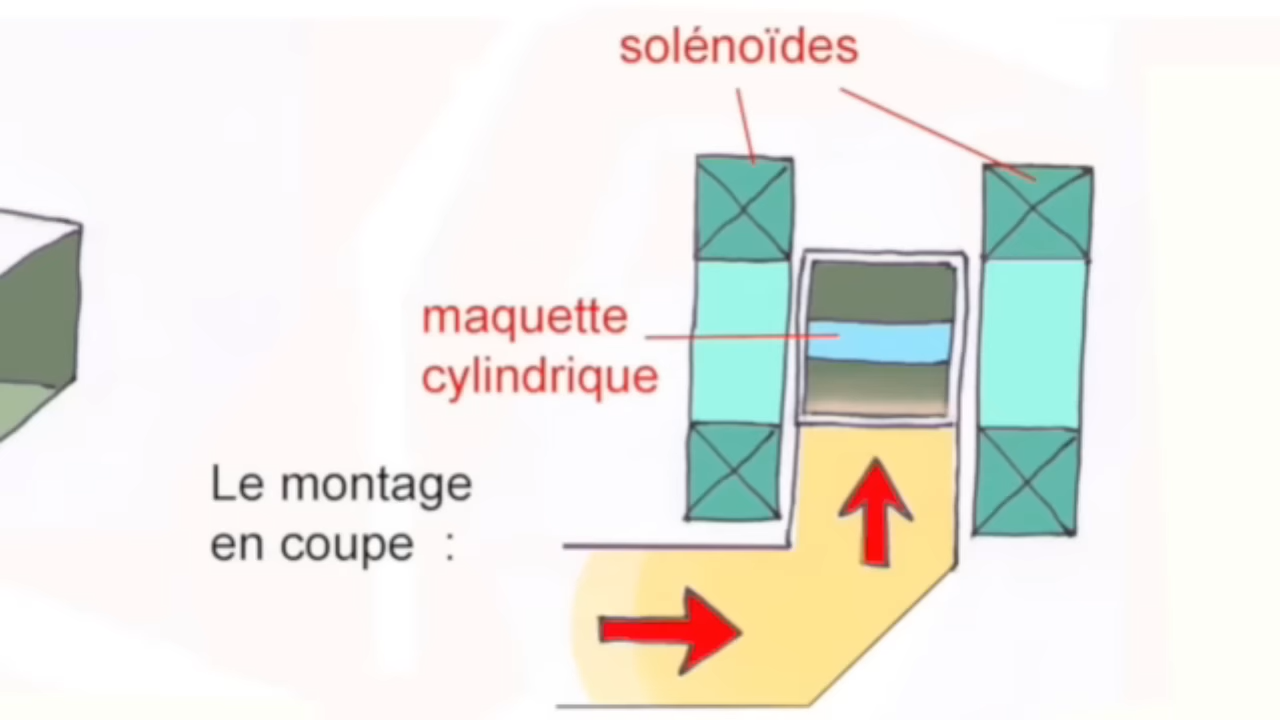 solénoïdes
maquette
cylindrique
Le montage
en coupe :